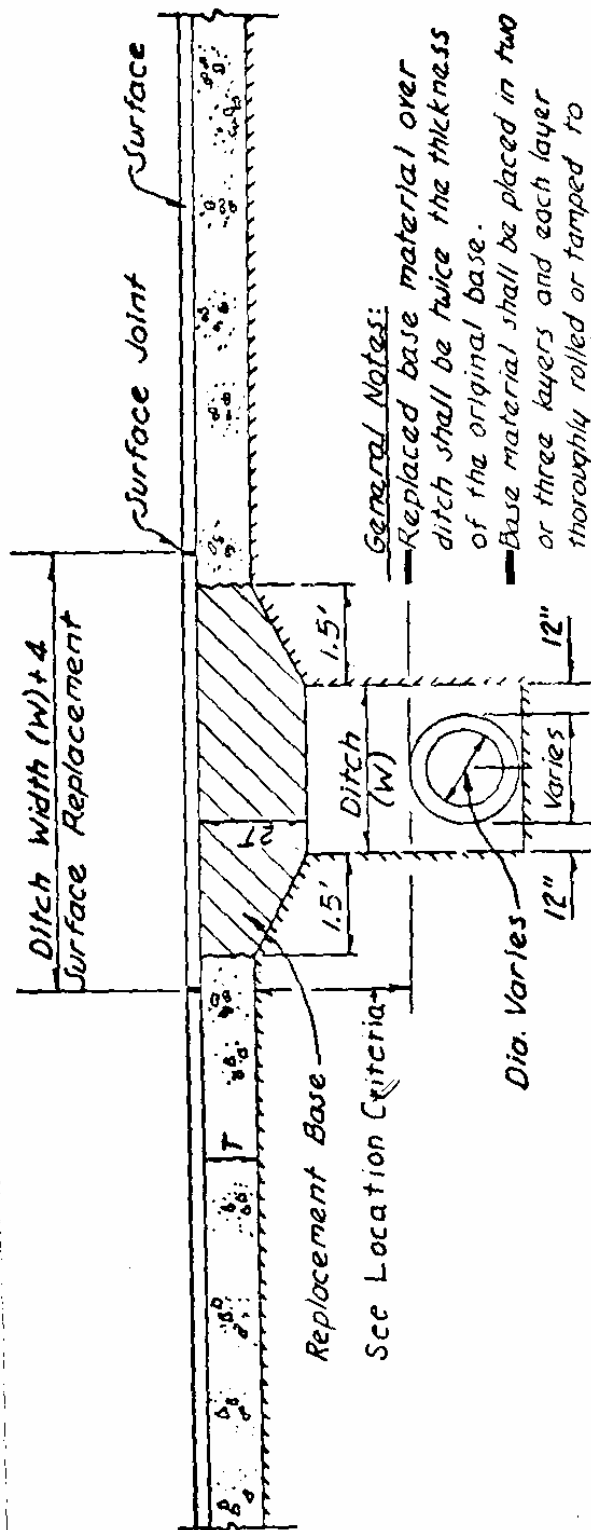 Ditch Width (W)+4
Surface Replacement
Surface Joint
Surface
T
1.5'
1.5'
Replacement Base
See Location Criteria
Ditch
(W)
Dia. Varies
12"
Varies
12"
General Notes:
Replaced base material over
ditch shall be twice the thickness
of the original base.
Base material shall be placed in two
or three layers and each layer
thoroughly rolled or tamped to